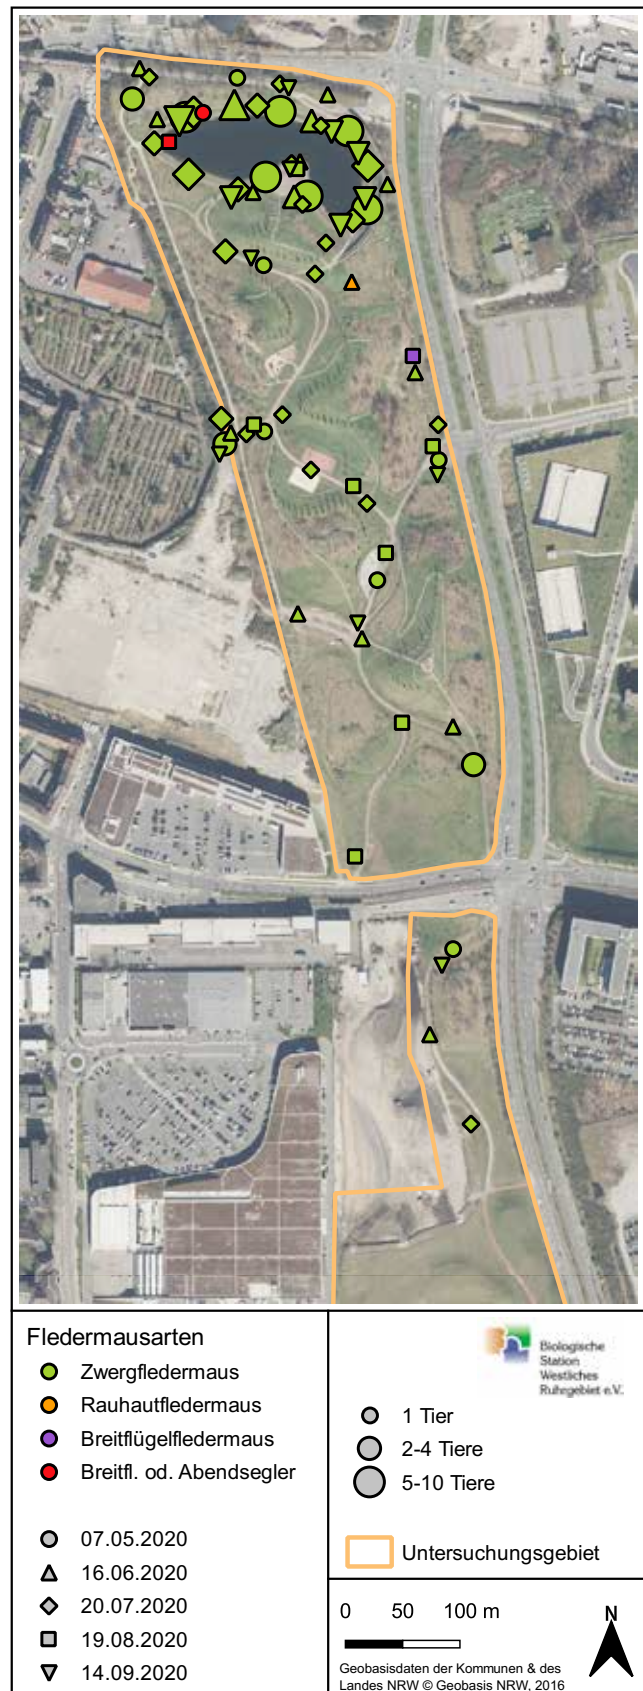 Fledermausarten
Zwergfledermaus
Rauhautfledermaus
Breitflügelfledermaus
Breitfl. od. Abendsegler
07.05.2020
16.06.2020
20.07.2020
19.08.2020
14.09.2020
Biologische
Station
Westliches
Ruhrgebiet e.V.
1 Tier
2-4 Tiere
5-10 Tiere
Untersuchungsgebiet
0 50 100 m
N
Geobasisdaten der Kommunen & des
Landes NRW © Geobasis NRW, 2016